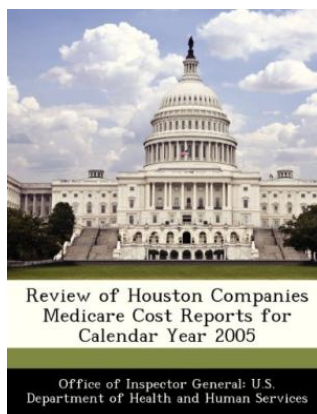 Review of Houston Companies
Medicare Cost Reports for
Calendar Year 2005
Office of Inspector General: U.S.
Department of Health and Human Services